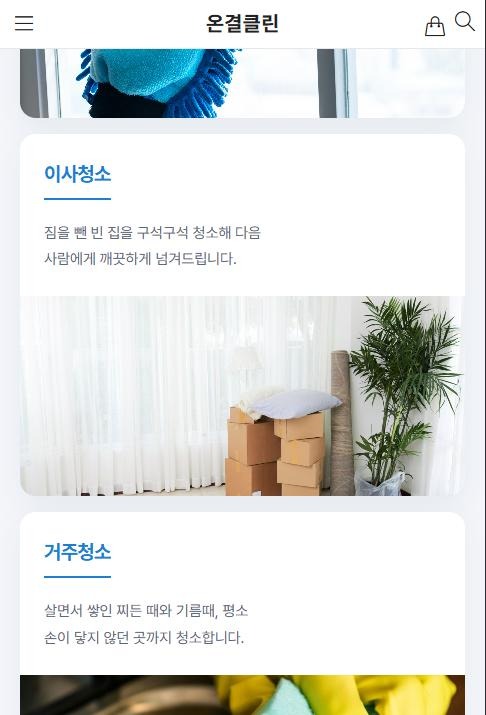 온결클린
이사청소
짐을 뺀 빈 집을 구석구석 청소해 다음
사람에게 깨끗하게 넘겨드립니다.
거주청소
살면서 쌓인 찌든 때와 기름때, 평소
손이 닿지 않던 곳까지 청소합니다.